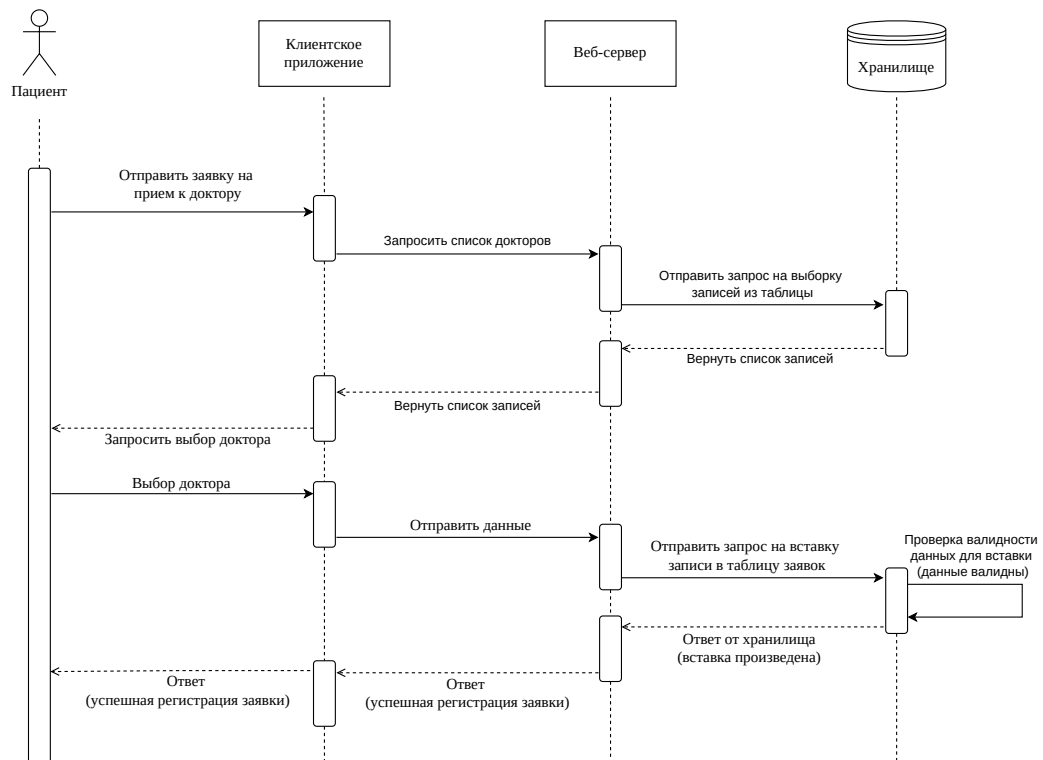 Клиентское
приложение
Веб-сервер
Хранилище
Пациент
Отправить заявку на
прием к доктору
Запросить список докторов
Отправить запрос на выборку
записей из таблицы
Вернуть список записей
Вернуть список записей
Запросить выбор доктора
Выбор доктора
Отправить данные
Отправить запрос на вставку
записи в таблицу заявок
Проверка валидности
данных для вставки
(данные валидны)
Ответ от хранилища
(вставка произведена)
Ответ
(успешная регистрация заявки)
Ответ
(успешная регистрация заявки)